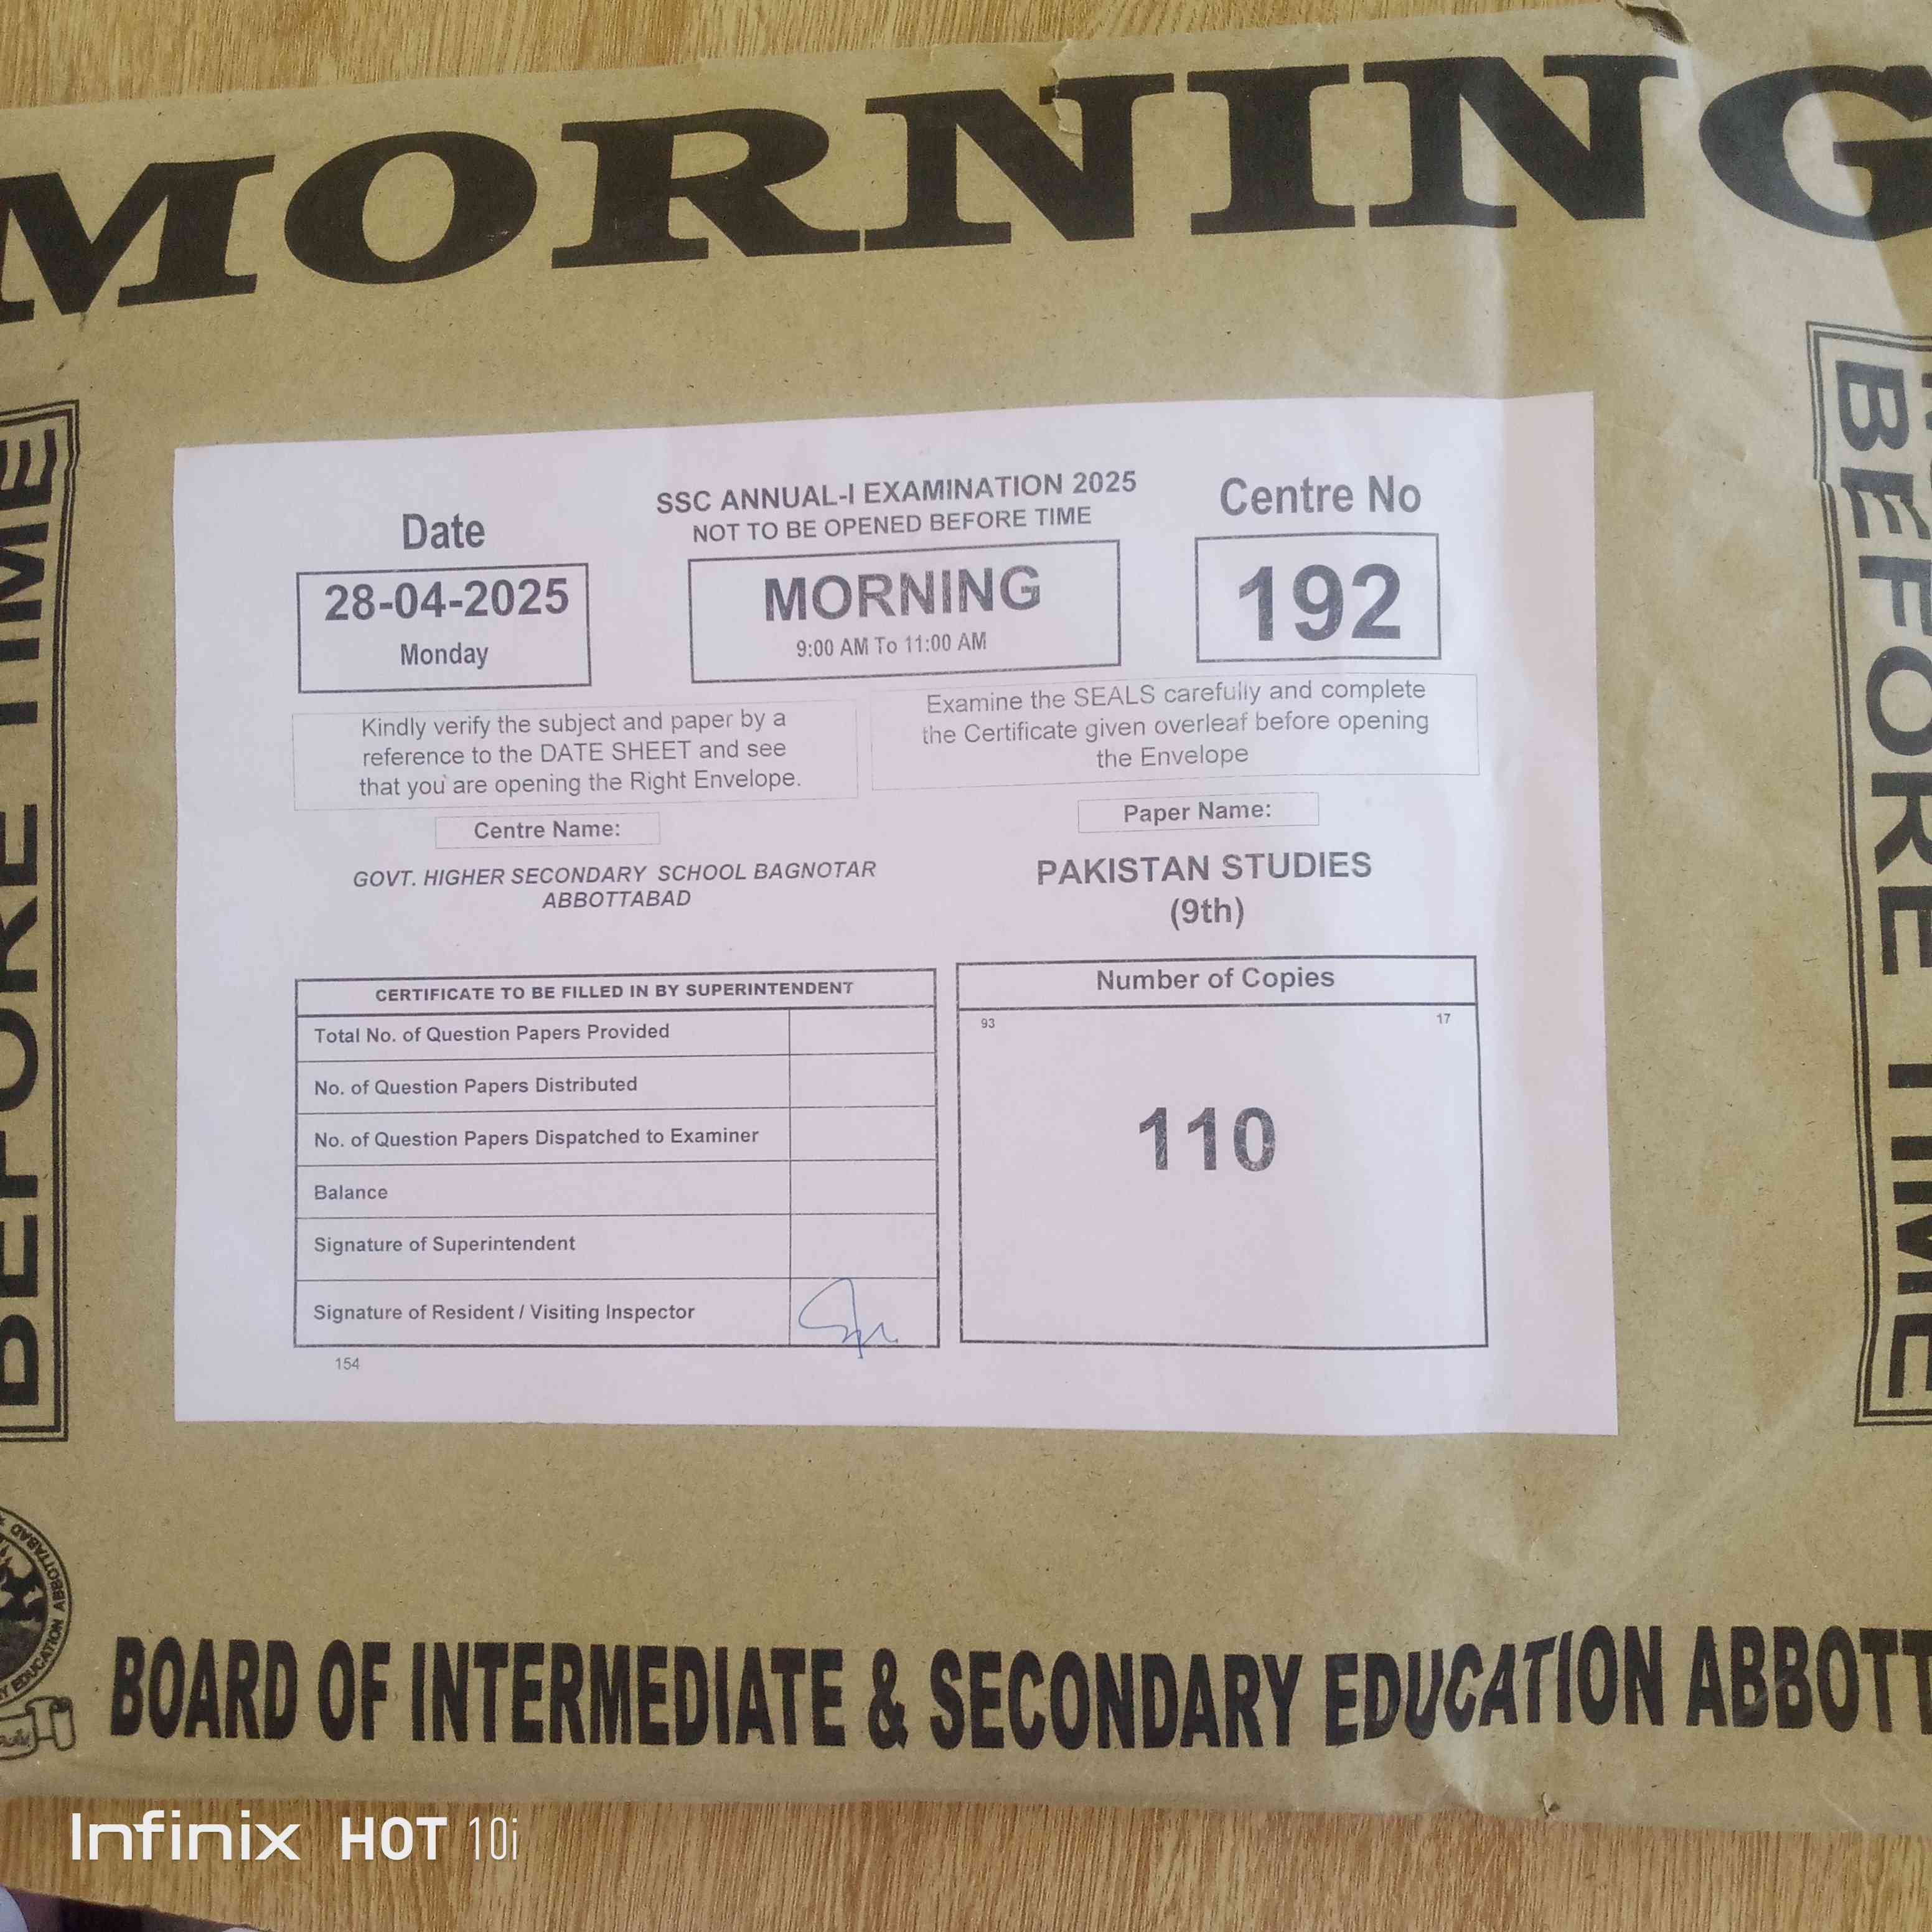 MORNING
BEFORE TIME
SSC ANNUAL-I EXAMINATION 2025
NOT TO BE OPENED BEFORE TIME
Date
28-04-2025
Monday
MORNING
9:00 AM To 11:00 AM
Centre No
192
Kindly verify the subject and paper by a
reference to the DATE SHEET and see
that you are opening the Right Envelope.
Examine the SEALS carefully and complete
the Certificate given overleaf before opening
the Envelope
Centre Name:
GOVT. HIGHER SECONDARY SCHOOL BAGNOTAR
ABBOTTABAD
Paper Name:
PAKISTAN STUDIES
(9th)
CERTIFICATE TO BE FILLED IN BY SUPERINTENDENT
Total No. of Question Papers Provided
No. of Question Papers Distributed
No. of Question Papers Dispatched to Examiner
Balance
Signature of Superintendent
Signature of Resident / Visiting Inspector
154
Number of Copies
93 17
110
BEFORE TIME
EDUCATION ABBOTTABAD
BOARD OF INTERMEDIATE & SECONDARY EDUCATION ABBOTT
Infinix HOT 10i